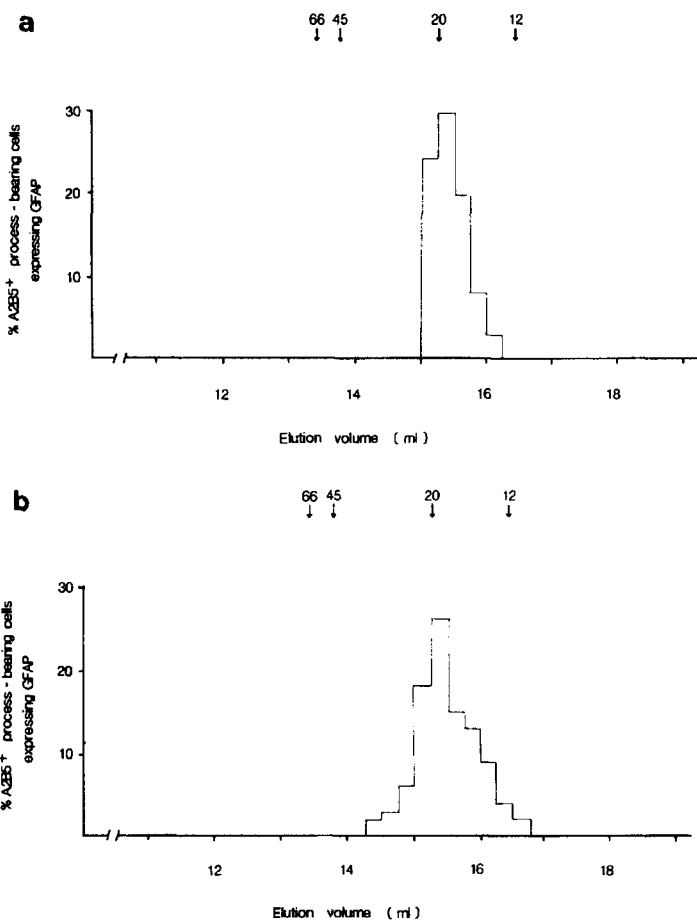 a
66 45 20 12
30
20
10
% A2B5+ process - bearing cells
expressing GFAP
12 14 16 18
Elution volume ( ml )
b
66 45 20 12
30
20
10
% A2B5+ process - bearing cells
expressing GFAP
12 14 16 18
Elution volume ( ml )